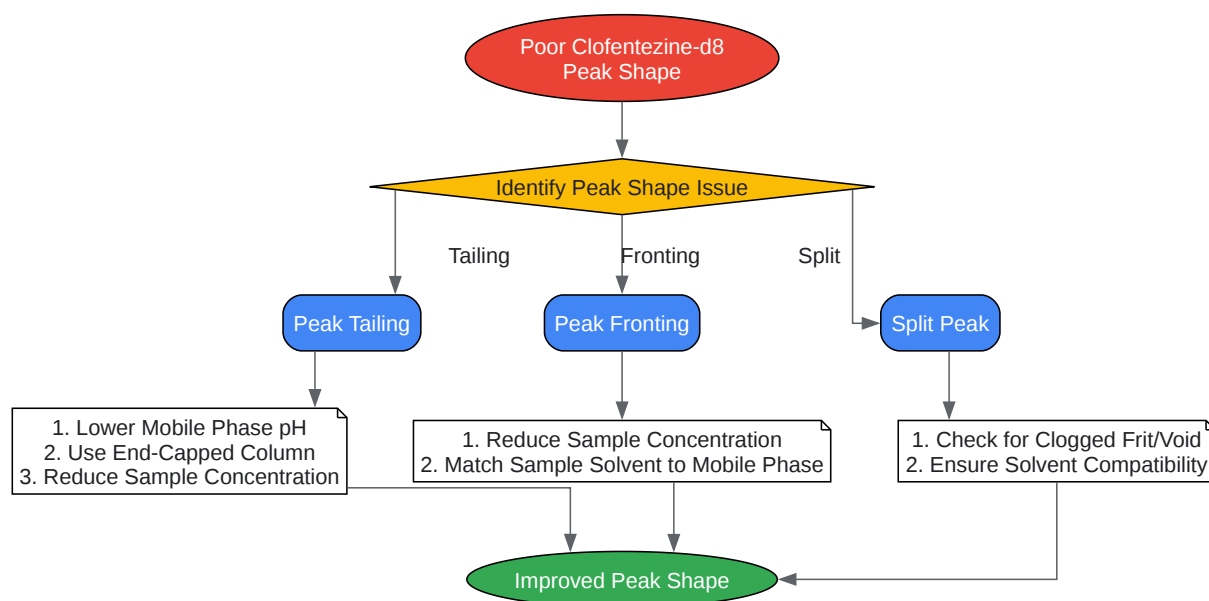 Poor Clofentezine-d8
Peak Shape
Identify Peak Shape Issue
Tailing
Fronting
Split
Peak Tailing
Peak Fronting
Split Peak
1. Lower Mobile Phase pH
2. Use End-Capped Column
3. Reduce Sample Concentration
1. Reduce Sample Concentration
2. Match Sample Solvent to Mobile Phase
1. Check for Clogged Frit/Void
2. Ensure Solvent Compatibility
Improved Peak Shape